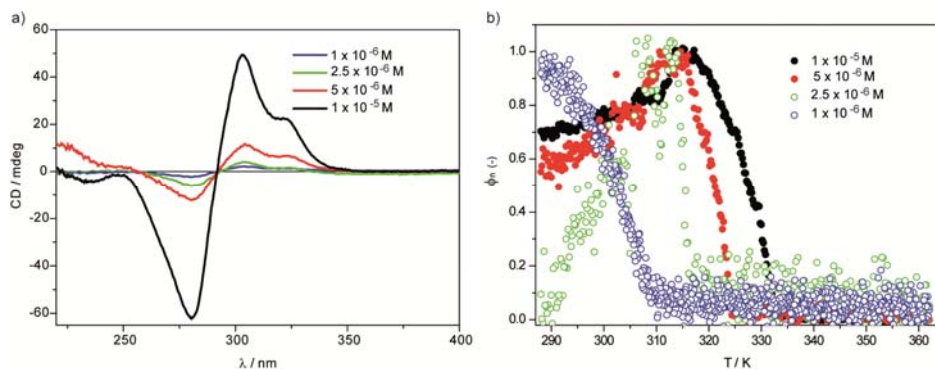 a)
60
40
20
0
-20
-40
-60
CD / mdeg
250
300
350
400
λ / nm
1 x 10⁻⁶ M
2.5 x 10⁻⁶ M
5 x 10⁻⁶ M
1 x 10⁻⁵ M
b)
1.0
0.8
0.6
0.4
0.2
0.0
ϕn (-)
290
300
310
320
330
340
350
360
T / K
1 x 10⁻⁵ M
5 x 10⁻⁶ M
2.5 x 10⁻⁶ M
1 x 10⁻⁶ M